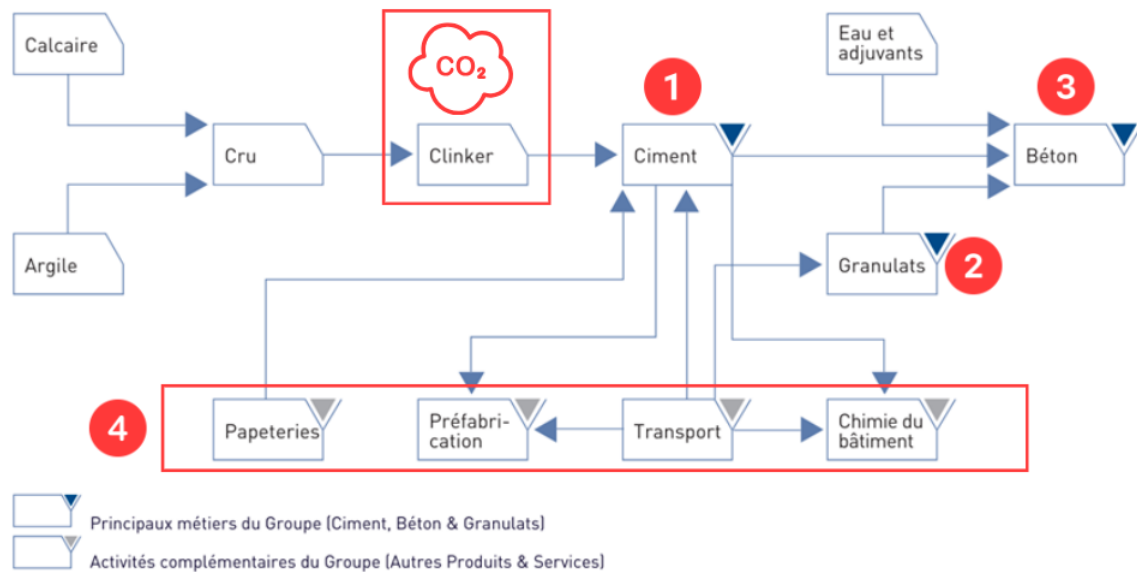 Calcaire
CO₂
1
Eau et
adjuvants
3
Cru
Clinker
Ciment
Béton
Argile
Granulats
2
4
Papeteries
Préfabri-
cation
Transport
Chimie du
bâtiment
Principaux métiers du Groupe (Ciment, Béton & Granulats)
Activités complémentaires du Groupe (Autres Produits & Services)